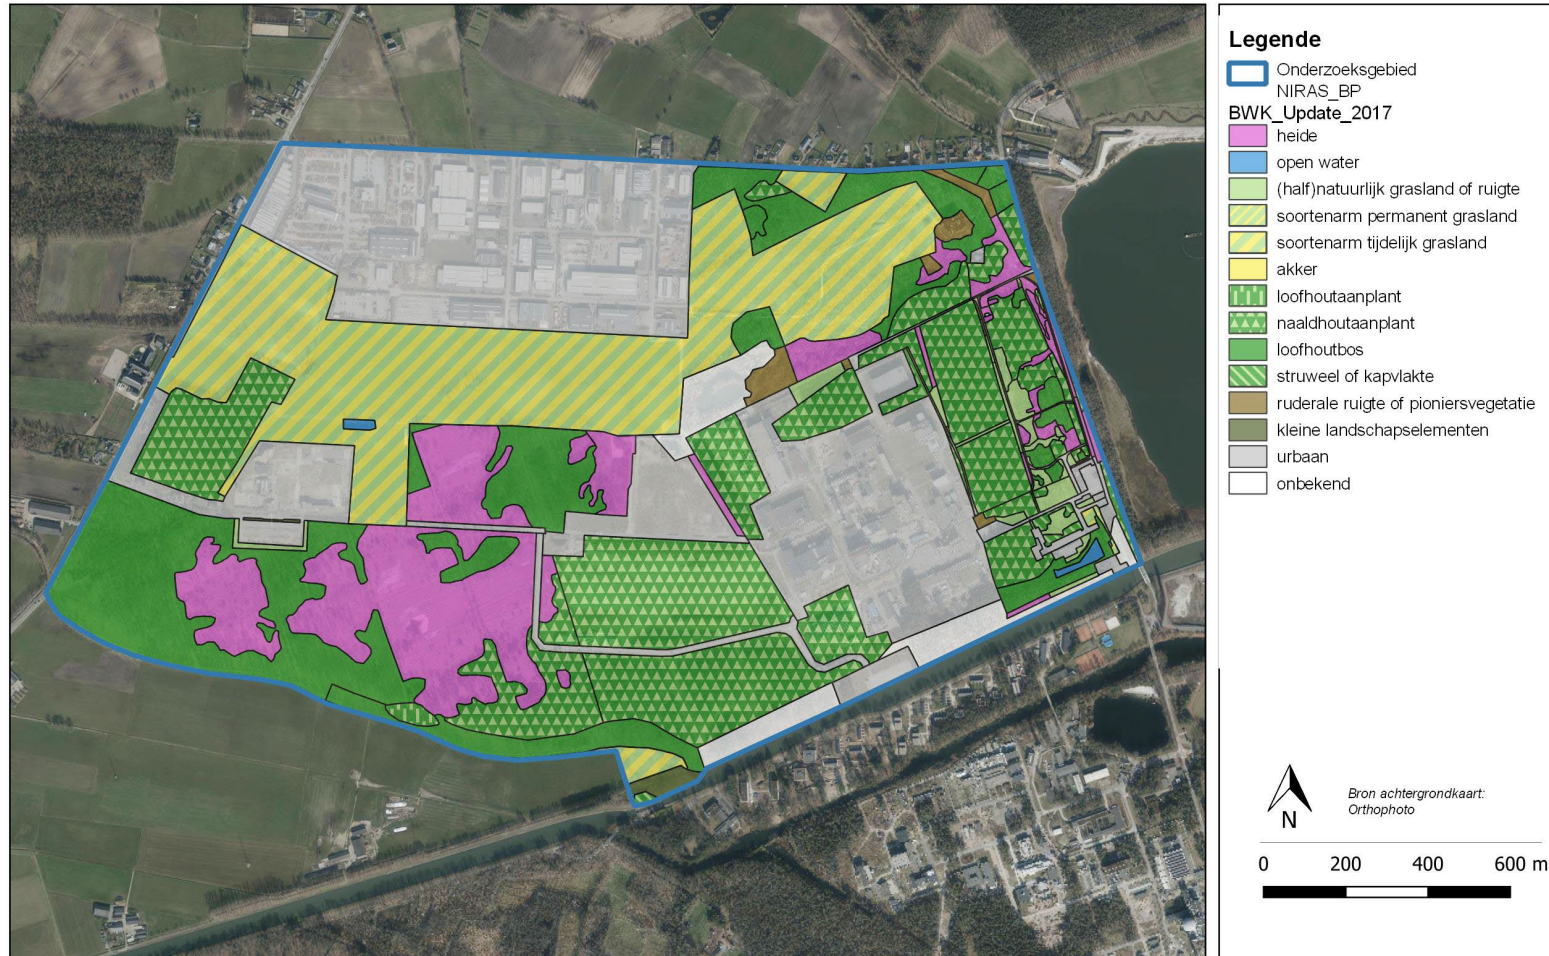 Legende
Onderzoeksgebied
NIRAS_BP
BWK_Update_2017
heide
open water
(half)natuurlijk grasland of ruigte
soortenarm permanent grasland
soortenarm tijdelijk grasland
akker
loofhoutaanplant
naaldhoutaanplant
loofhoutbos
struweel of kapvlakte
ruderale ruigte of pioniersvegetatie
kleine landschapselementen
urbaan
onbekend
N
Bron achtergrondkaart:
Orthophoto
0 200 400 600 m